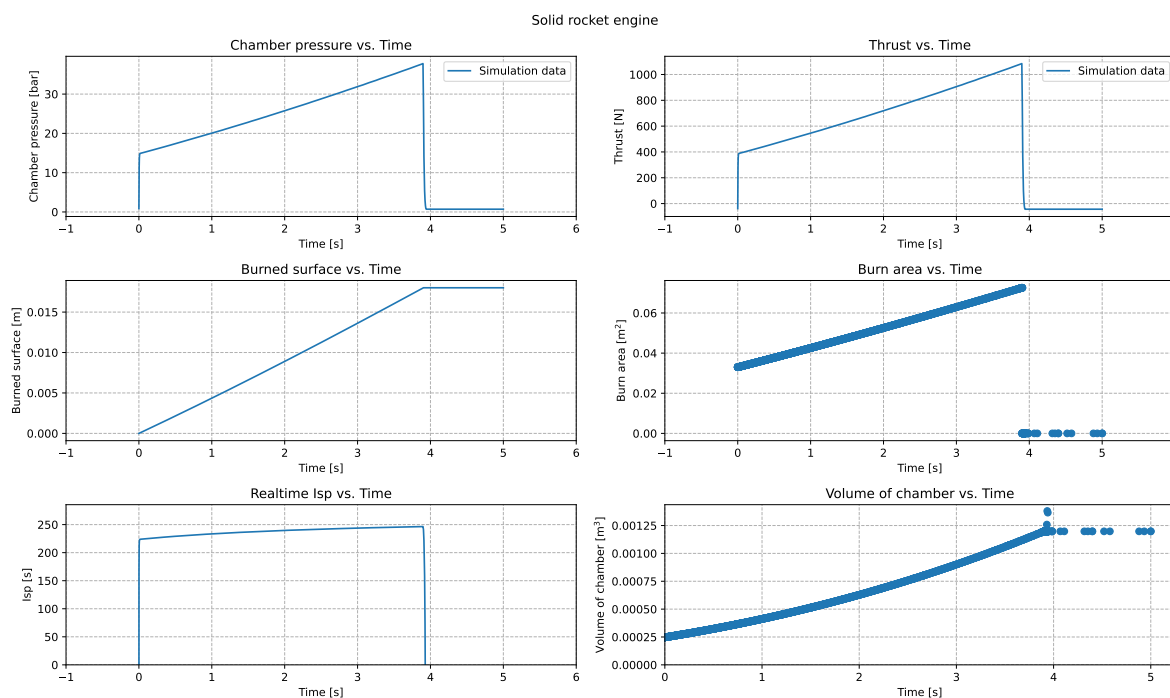 Solid rocket engine
Chamber pressure vs. Time
Chamber pressure [bar]
30
20
10
0
Simulation data
−1 0 1 2 3 4 5 6
Time [s]
Thrust vs. Time
Thrust [N]
1000
800
600
400
200
0
Simulation data
−1 0 1 2 3 4 5
Time [s]
Burned surface vs. Time
Burned surface [m]
0.015
0.010
0.005
0.000
−1 0 1 2 3 4 5 6
Time [s]
Burn area vs. Time
Burn area [m²]
0.06
0.04
0.02
0.00
−1 0 1 2 3 4 5
Time [s]
Realtime Isp vs. Time
Isp [s]
250
200
150
100
50
0
−1 0 1 2 3 4 5 6
Time [s]
Volume of chamber vs. Time
Volume of chamber [m³]
0.00125
0.00100
0.00075
0.00050
0.00025
0.00000
0 1 2 3 4 5
Time [s]